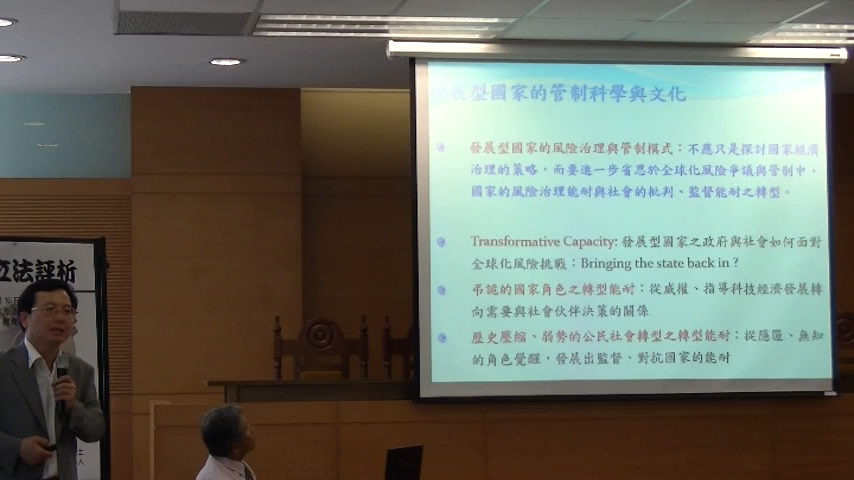 展型國家的管制科學與文化
發展型國家的風險治理與管制模式：不應只是探討國家經濟
治理的策略，而要進一步省思於全球化風險爭議與管制中，
國家的風險治理能耐與社會的批判、監督能耐之轉型。
Transformative Capacity: 發展型國家之政府與社會如何面對
全球化風險挑戰：Bringing the state back in？
弔詭的國家角色之轉型能耐：從威權、指導科技經濟發展轉
向需要與社會伙伴決策的關係
歷史壓縮、弱勢的公民社會轉型之轉型能耐：從隱匿、無知
的角色覺醒，發展出監督、對抗國家的能耐
立法評析